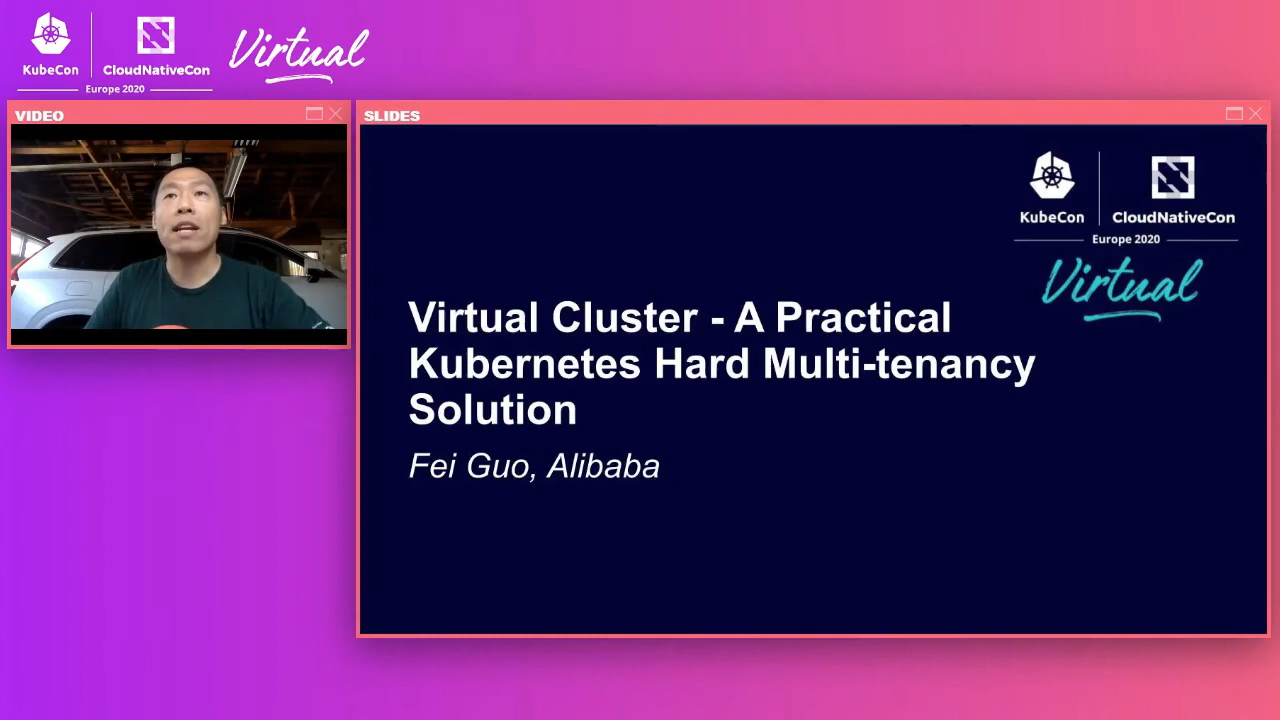 KubeCon
CloudNativeCon
Europe 2020
Virtual
VIDEO
SLIDES
KubeCon
CloudNativeCon
Europe 2020
Virtual
Virtual Cluster - A Practical
Kubernetes Hard Multi-tenancy
Solution
Fei Guo, Alibaba